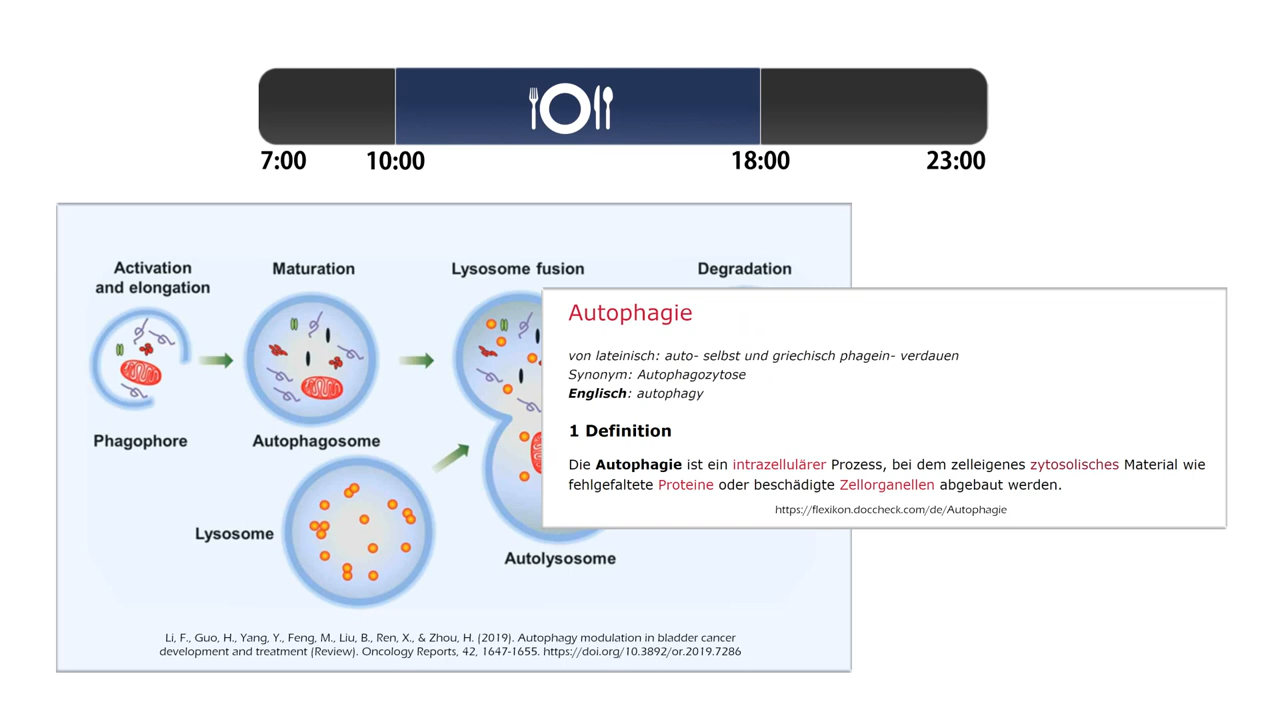 7:00
10:00
18:00
23:00
Activation
and elongation
Maturation
Lysosome fusion
Degradation
Phagophore
Autophagosome
Lysosome
Autolysosome
Li, F., Guo, H., Yang, Y., Feng, M., Liu, B., Ren, X., & Zhou, H. (2019). Autophagy modulation in bladder cancer
development and treatment (Review). Oncology Reports, 42, 1647-1655. https://doi.org/10.3892/or.2019.7286
Autophagie
von lateinisch: auto- selbst und griechisch phagein- verdauen
Synonym: Autophagozytose
Englisch: autophagy
1 Definition
Die Autophagie ist ein intrazellulärer Prozess, bei dem zelleigenes zytosolisches Material wie
fehlgefaltete Proteine oder beschädigte Zellorganellen abgebaut werden.
https://flexikon.doccheck.com/de/Autophagie